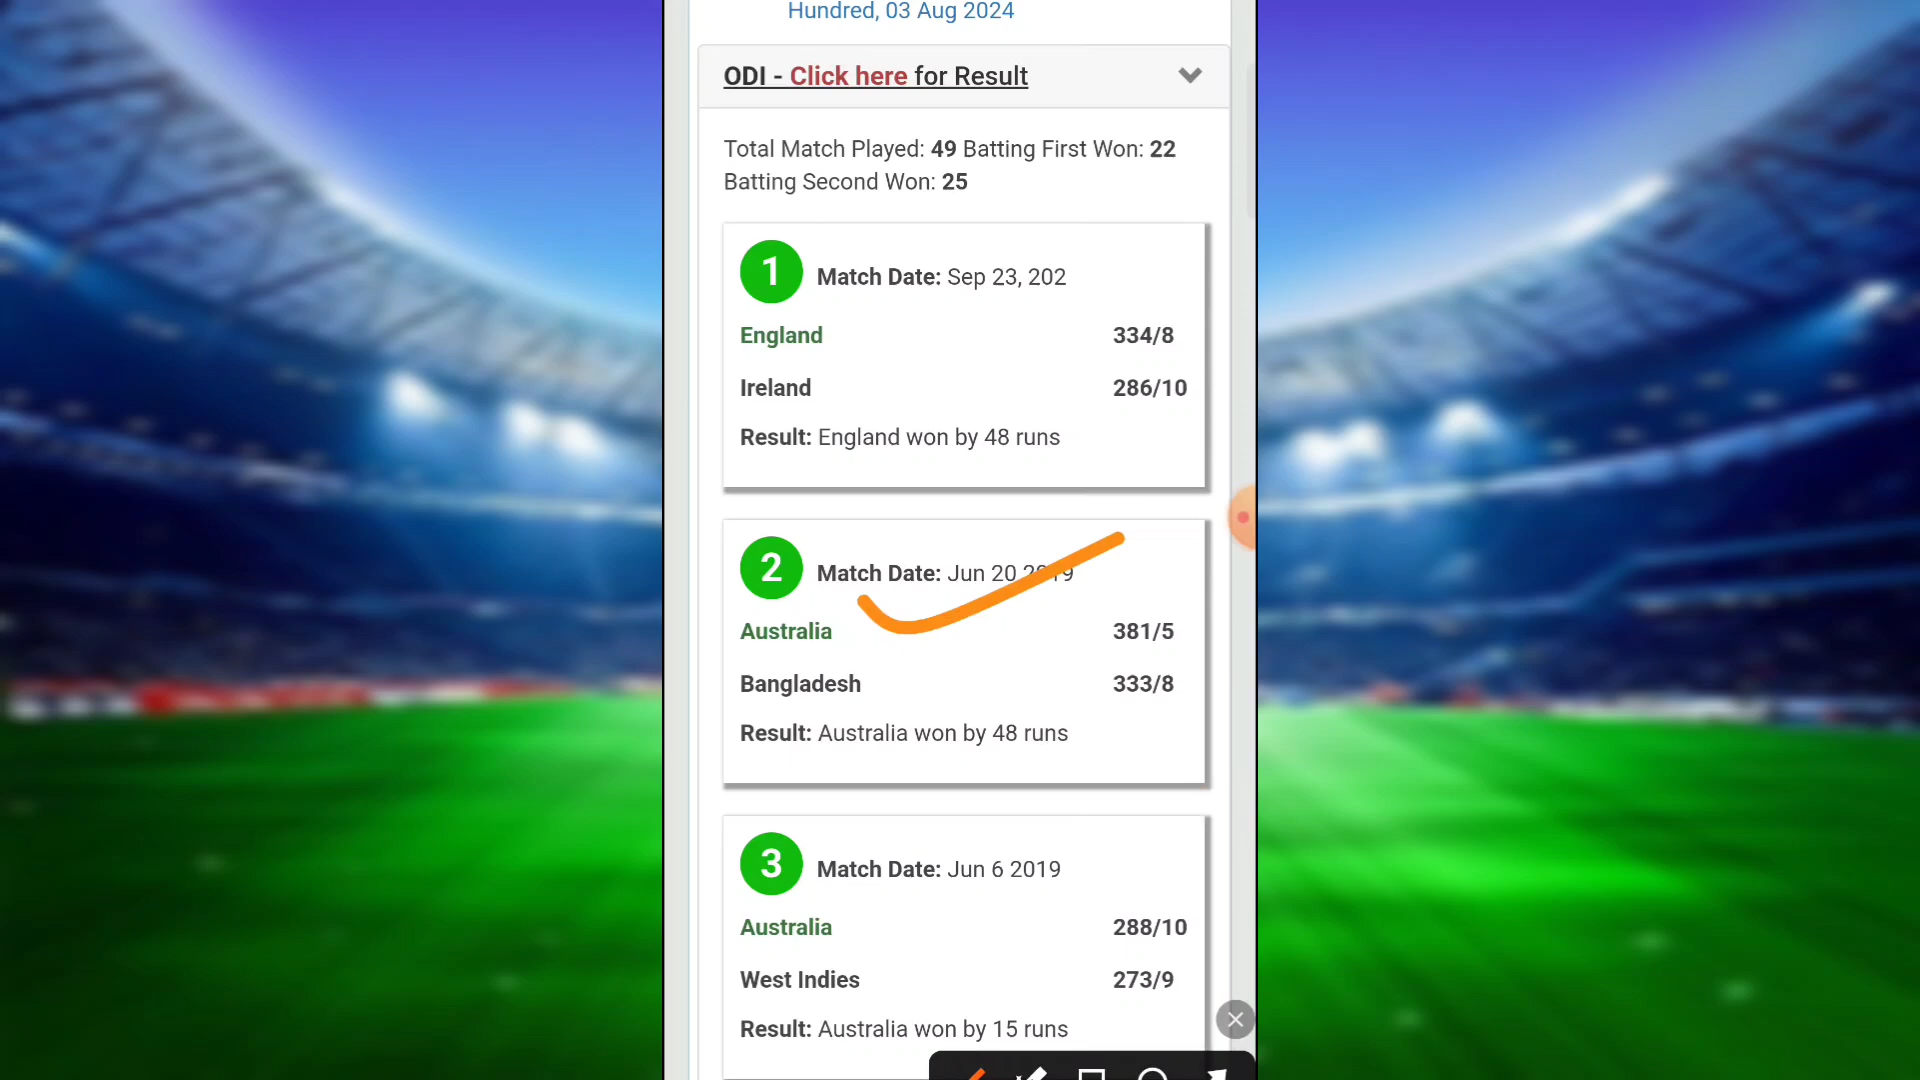 Hundred, 03 Aug 2024
ODI - Click here for Result
Total Match Played: 49 Batting First Won: 22
Batting Second Won: 25
1 Match Date: Sep 23, 202
England 334/8
Ireland 286/10
Result: England won by 48 runs
2 Match Date: Jun 20 2019
Australia 381/5
Bangladesh 333/8
Result: Australia won by 48 runs
3 Match Date: Jun 6 2019
Australia 288/10
West Indies 273/9
Result: Australia won by 15 runs